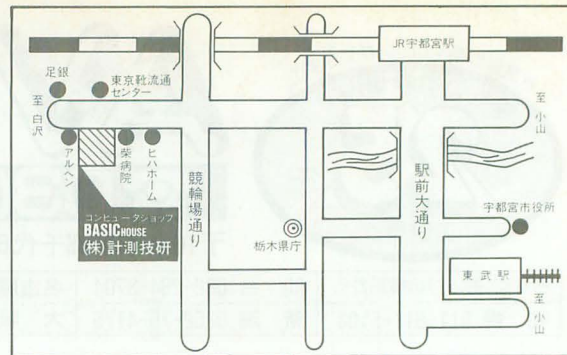 JR宇都宮駅
足銀
東京靴流通
センター
至 白沢
至 小山
アルヘン
柴病院
ヒハホーム
競輪場通り
駅前大通り
宇都宮市役所
コンピュータショップ
BASIC HOUSE
(株)計測技研
栃木県庁
東武駅
至 小山